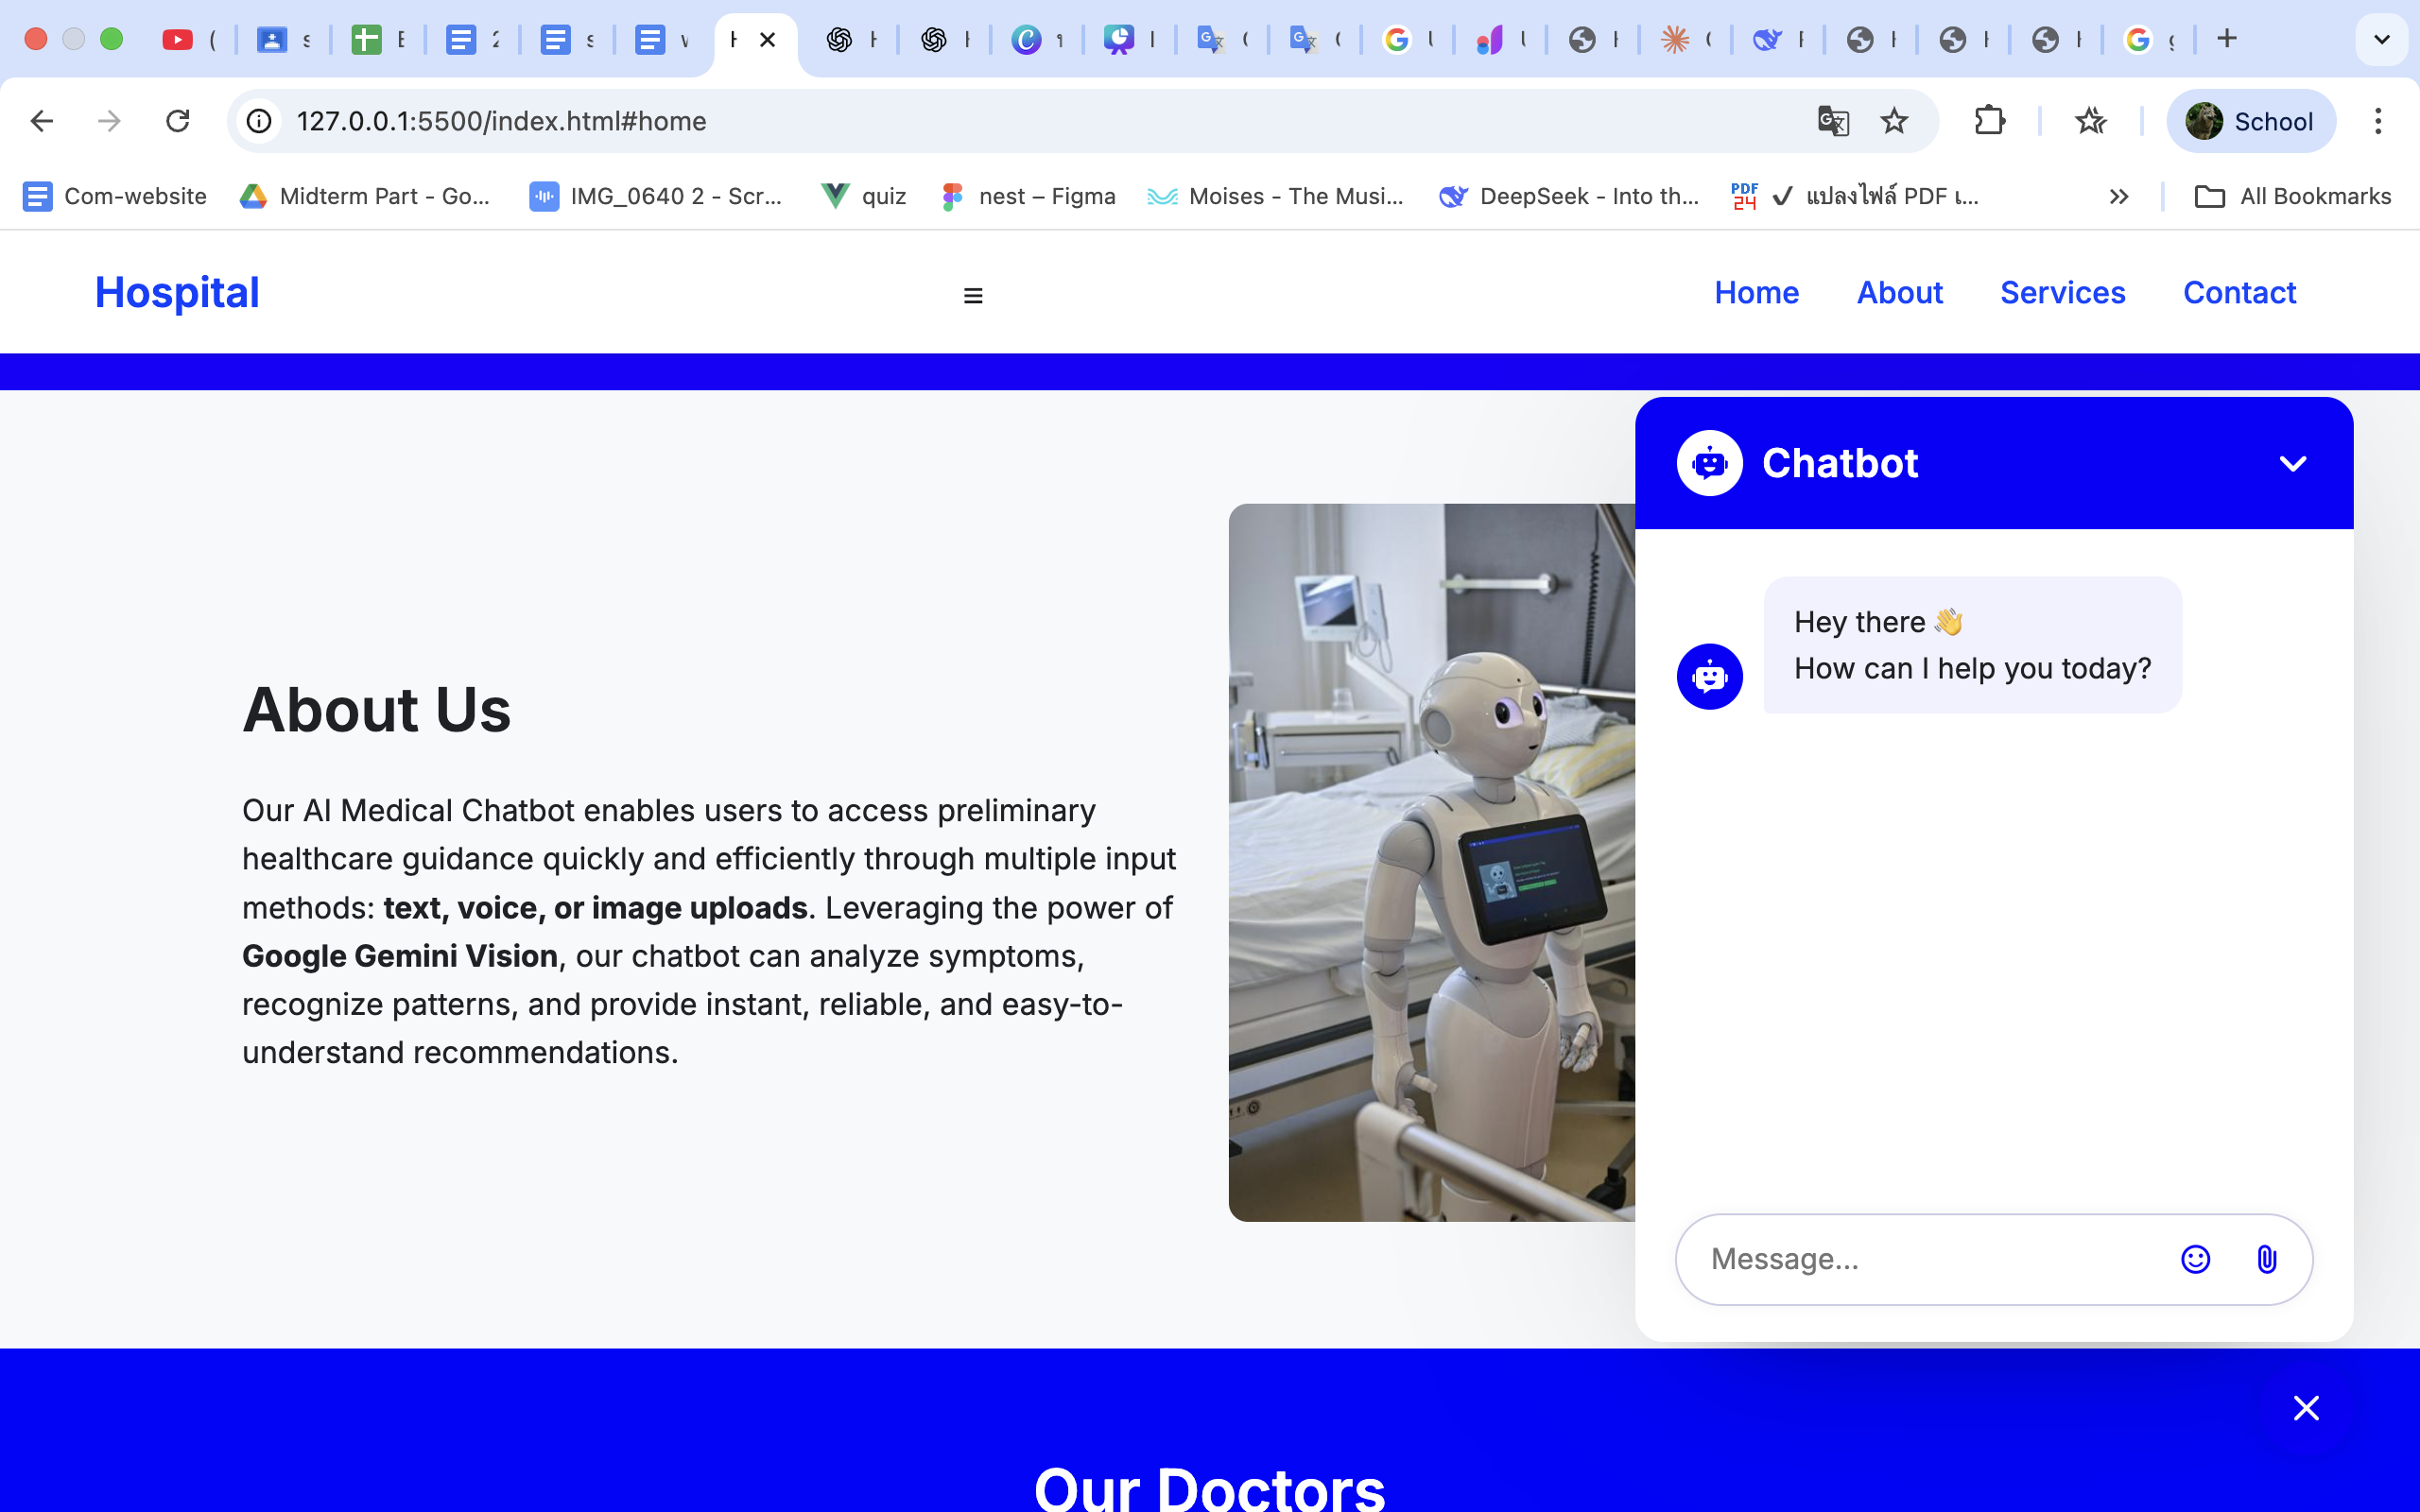 127.0.0.1:5500/index.html#home
School
Com-website
Midterm Part - Go...
IMG_0640 2 - Scr...
quiz
nest – Figma
Moises - The Musi...
DeepSeek - Into th...
PDF 24
✓ แปลงไฟล์ PDF เ...
All Bookmarks
Hospital
Home
About
Services
Contact
About Us
Our AI Medical Chatbot enables users to access preliminary
healthcare guidance quickly and efficiently through multiple input
methods: text, voice, or image uploads. Leveraging the power of
Google Gemini Vision, our chatbot can analyze symptoms,
recognize patterns, and provide instant, reliable, and easy-to-
understand recommendations.
Chatbot
Hey there 👋
How can I help you today?
Message...
Our Doctors